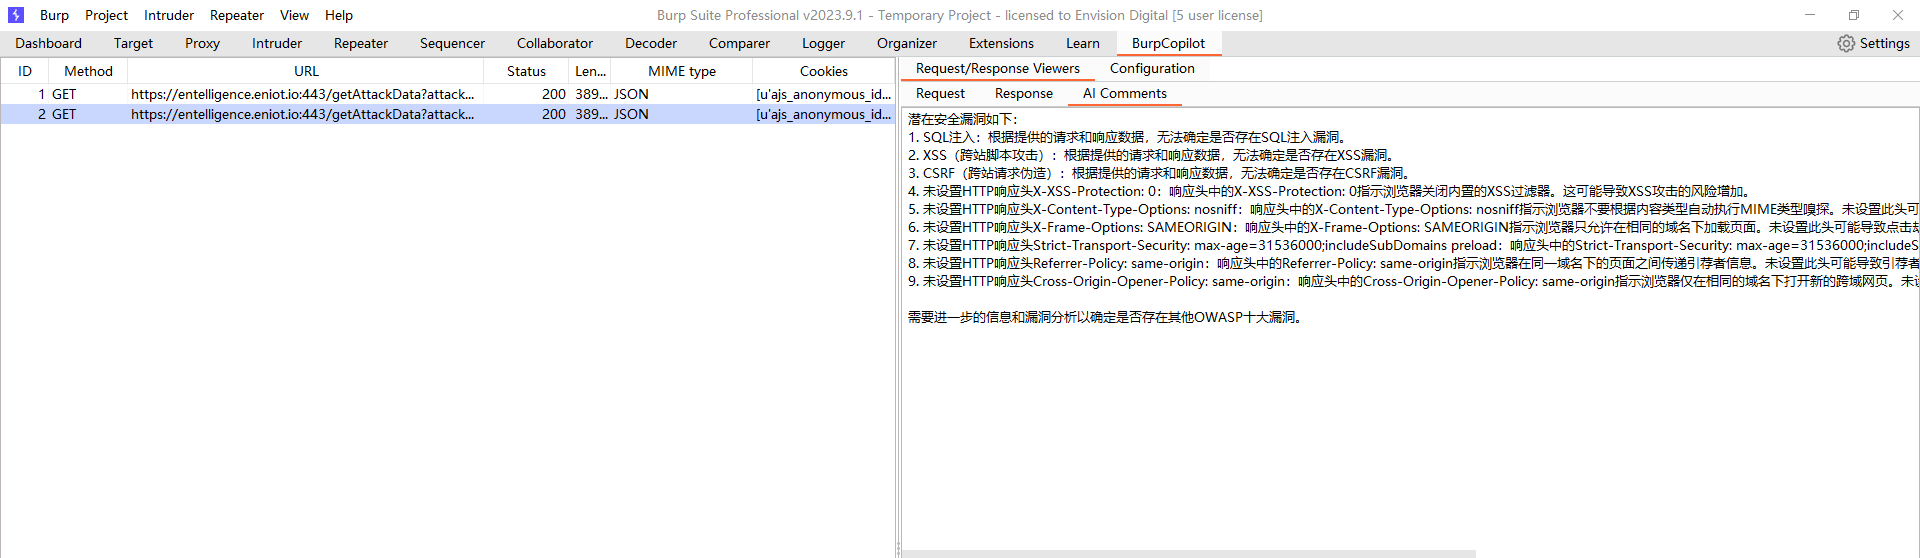 Burp Project Intruder Repeater View Help
Burp Suite Professional v2023.9.1 - Temporary Project - licensed to Envision Digital [5 user license]
Dashboard Target Proxy Intruder Repeater Sequencer Collaborator Decoder Comparer Logger Organizer Extensions Learn BurpCopilot Settings
ID Method URL Status Len... MIME type Cookies
1 GET https://entelligence.eniot.io:443/getAttackData?attack... 200 389... JSON [u'ajs_anonymous_id...
2 GET https://entelligence.eniot.io:443/getAttackData?attack... 200 389... JSON [u'ajs_anonymous_id...
Request/Response Viewers Configuration
Request Response AI Comments
潜在安全漏洞如下：
1. SQL注入：根据提供的请求和响应数据，无法确定是否存在SQL注入漏洞。
2. XSS（跨站脚本攻击）：根据提供的请求和响应数据，无法确定是否存在XSS漏洞。
3. CSRF（跨站请求伪造）：根据提供的请求和响应数据，无法确定是否存在CSRF漏洞。
4. 未设置HTTP响应头X-XSS-Protection: 0：响应头中的X-XSS-Protection: 0指示浏览器关闭内置的XSS过滤器。这可能导致XSS攻击的风险增加。
5. 未设置HTTP响应头X-Content-Type-Options: nosniff：响应头中的X-Content-Type-Options: nosniff指示浏览器不要根据内容类型自动执行MIME类型嗅探。未设置此头可
6. 未设置HTTP响应头X-Frame-Options: SAMEORIGIN：响应头中的X-Frame-Options: SAMEORIGIN指示浏览器只允许在相同的域名下加载页面。未设置此头可能导致点击劫
7. 未设置HTTP响应头Strict-Transport-Security: max-age=31536000;includeSubDomains preload：响应头中的Strict-Transport-Security: max-age=31536000;includeS
8. 未设置HTTP响应头Referrer-Policy: same-origin：响应头中的Referrer-Policy: same-origin指示浏览器在同一域名下的页面之间传递引荐者信息。未设置此头可能导致引荐者
9. 未设置HTTP响应头Cross-Origin-Opener-Policy: same-origin：响应头中的Cross-Origin-Opener-Policy: same-origin指示浏览器仅在相同的域名下打开新的跨域网页。未设
需要进一步的信息和漏洞分析以确定是否存在其他OWASP十大漏洞。